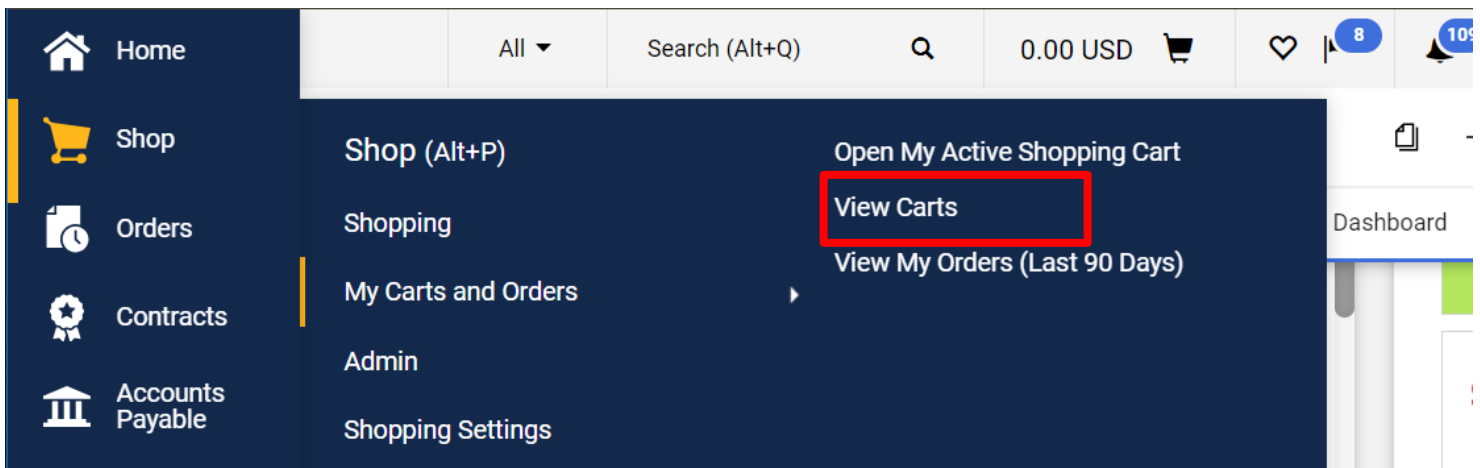 Home
All
Search (Alt+Q)
0.00 USD
8
109
Shop
Shop (Alt+P)
Open My Active Shopping Cart
View Carts
Orders
Shopping
Dashboard
View My Orders (Last 90 Days)
My Carts and Orders
Contracts
Admin
Accounts
Payable
Shopping Settings